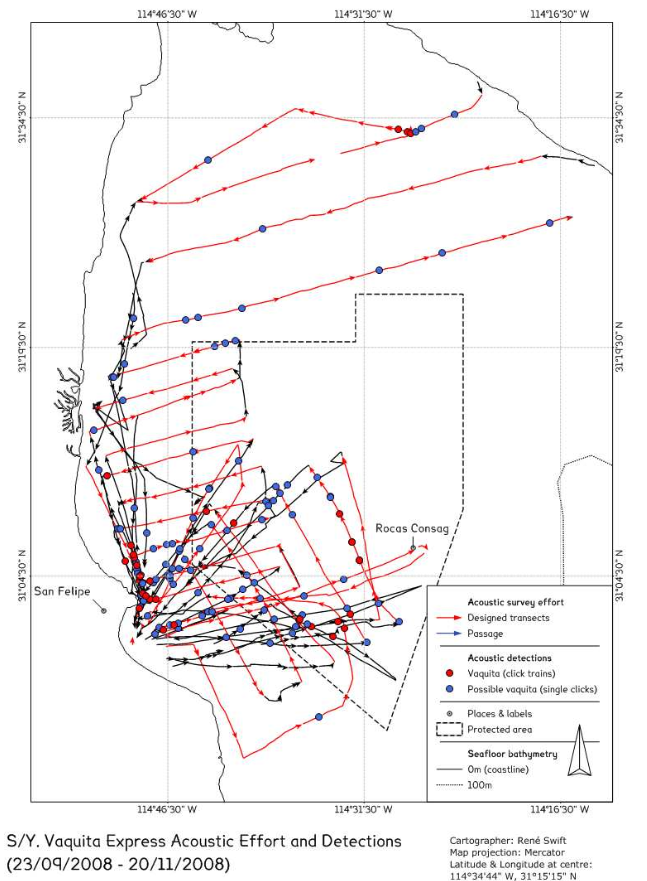 114°46'30" W 114°31'30" W 114°16'30" W
31°34'30" N 31°34'30" N
31°19'30" N 31°19'30" N
31°04'30" N 31°04'30" N
Rocas Consag
San Felipe
Acoustic survey effort
Designed transects
Passage
Acoustic detections
Vaquita (click trains)
Possible vaquita (single clicks)
Places & labels
Protected area
Seafloor bathymetry
0m (coastline)
100m
114°46'30" W 114°31'30" W 114°16'30" W
S/Y. Vaquita Express Acoustic Effort and Detections
(23/09/2008 - 20/11/2008)
Cartographer: René Swift
Map projection: Mercator
Latitude & Longitude at centre:
114°34'44" W, 31°15'15" N